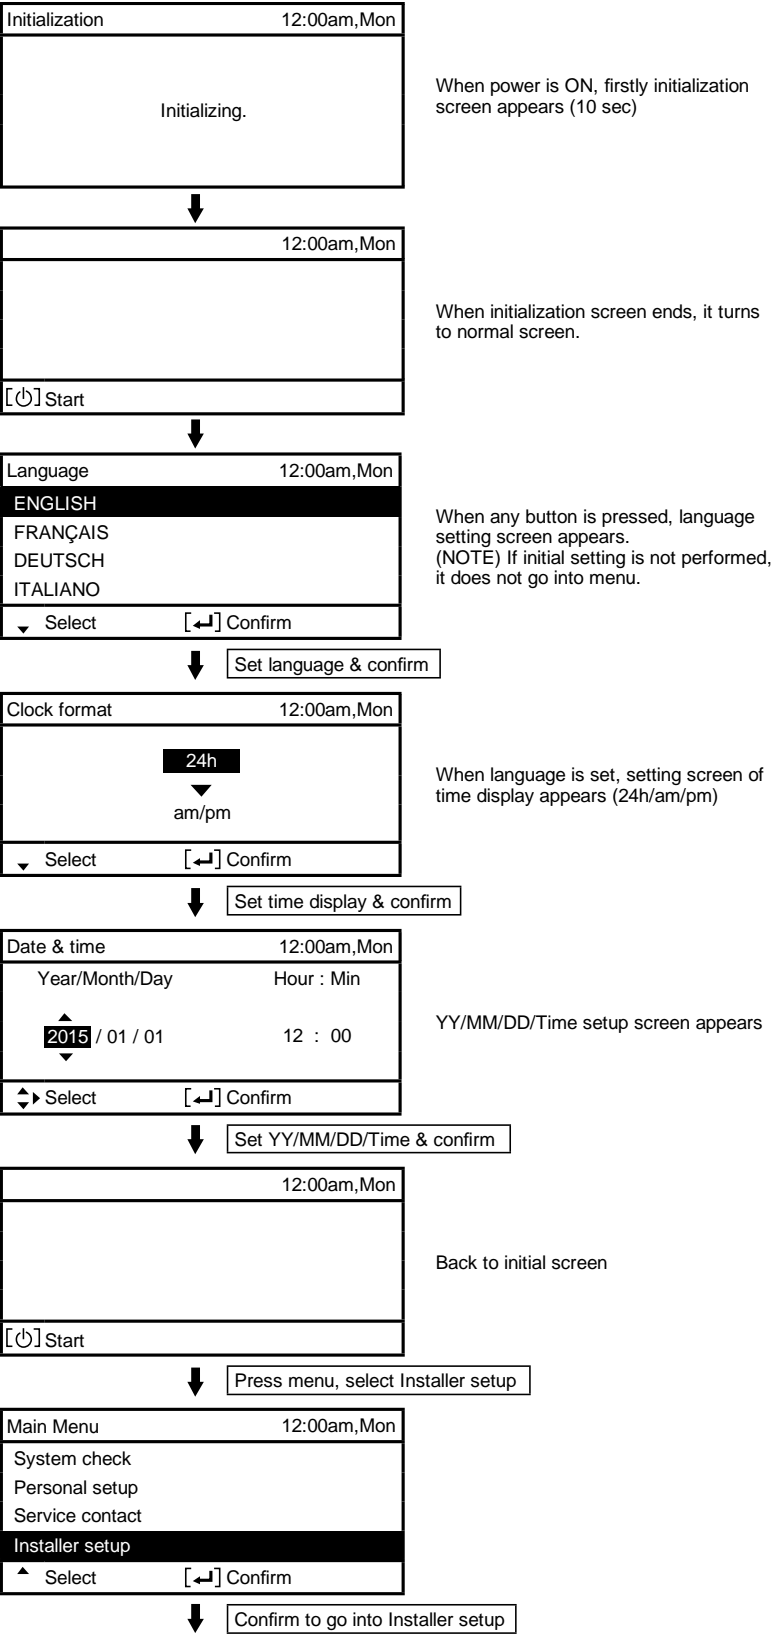 Initialization 12:00am,Mon
Initializing.
When power is ON, firstly initialization
screen appears (10 sec)
12:00am,Mon
When initialization screen ends, it turns
to normal screen.
[⏻] Start
Language 12:00am,Mon
ENGLISH
FRANÇAIS
DEUTSCH
ITALIANO
When any button is pressed, language
setting screen appears.
(NOTE) If initial setting is not performed,
it does not go into menu.
Select [↵] Confirm
Set language & confirm
Clock format 12:00am,Mon
24h
am/pm
When language is set, setting screen of
time display appears (24h/am/pm)
Select [↵] Confirm
Set time display & confirm
Date & time 12:00am,Mon
Year/Month/Day Hour : Min
2015 / 01 / 01 12 : 00
YY/MM/DD/Time setup screen appears
Select [↵] Confirm
Set YY/MM/DD/Time & confirm
12:00am,Mon
Back to initial screen
[⏻] Start
Press menu, select Installer setup
Main Menu 12:00am,Mon
System check
Personal setup
Service contact
Installer setup
Select [↵] Confirm
Confirm to go into Installer setup